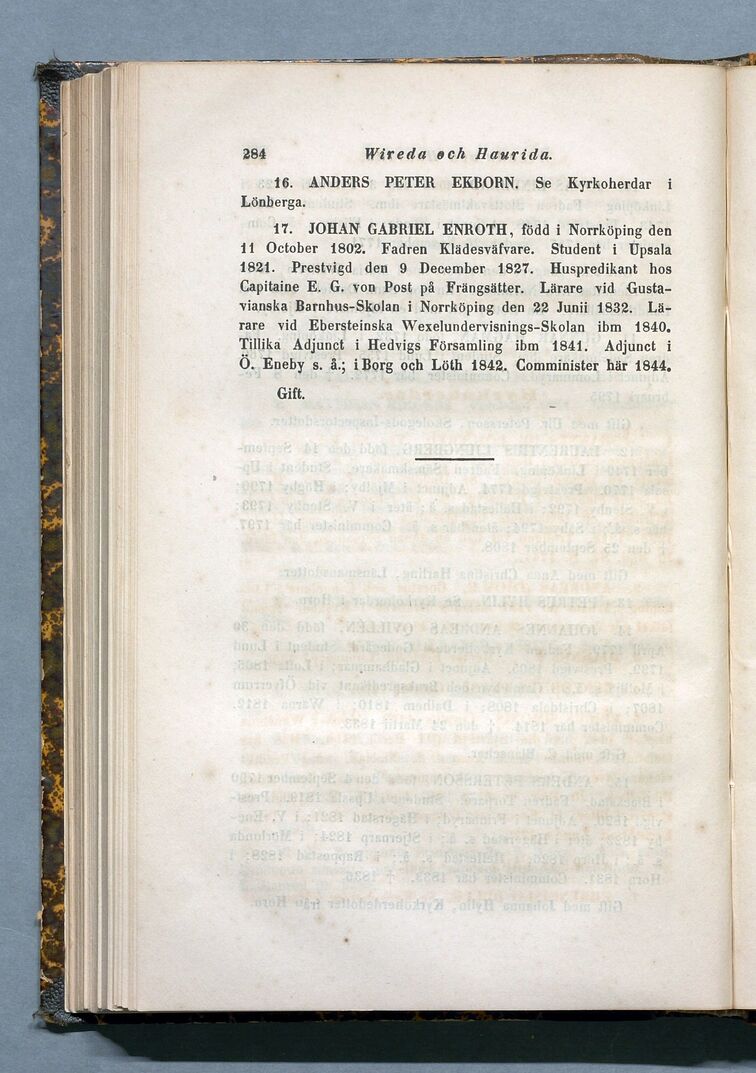 284 Wireda och Haurida.
16. ANDERS PETER EKBORN. Se Kyrkoherdar i
Lönberga.
17. JOHAN GABRIEL ENROTH, född i Norrköping den
11 October 1802. Fadren Klädesväfvare. Student i Upsala
1821. Prestvigd den 9 December 1827. Huspredikant hos
Capitaine E. G. von Post på Frängsätter. Lärare vid Gusta-
vianska Barnhus-Skolan i Norrköping den 22 Junii 1832. Lä-
rare vid Ebersteinska Wexelundervisnings-Skolan ibm 1840.
Tillika Adjunct i Hedvigs Församling ibm 1841. Adjunct i
Ö. Eneby s. å.; i Borg och Löth 1842. Comminister här 1844.
Gift.